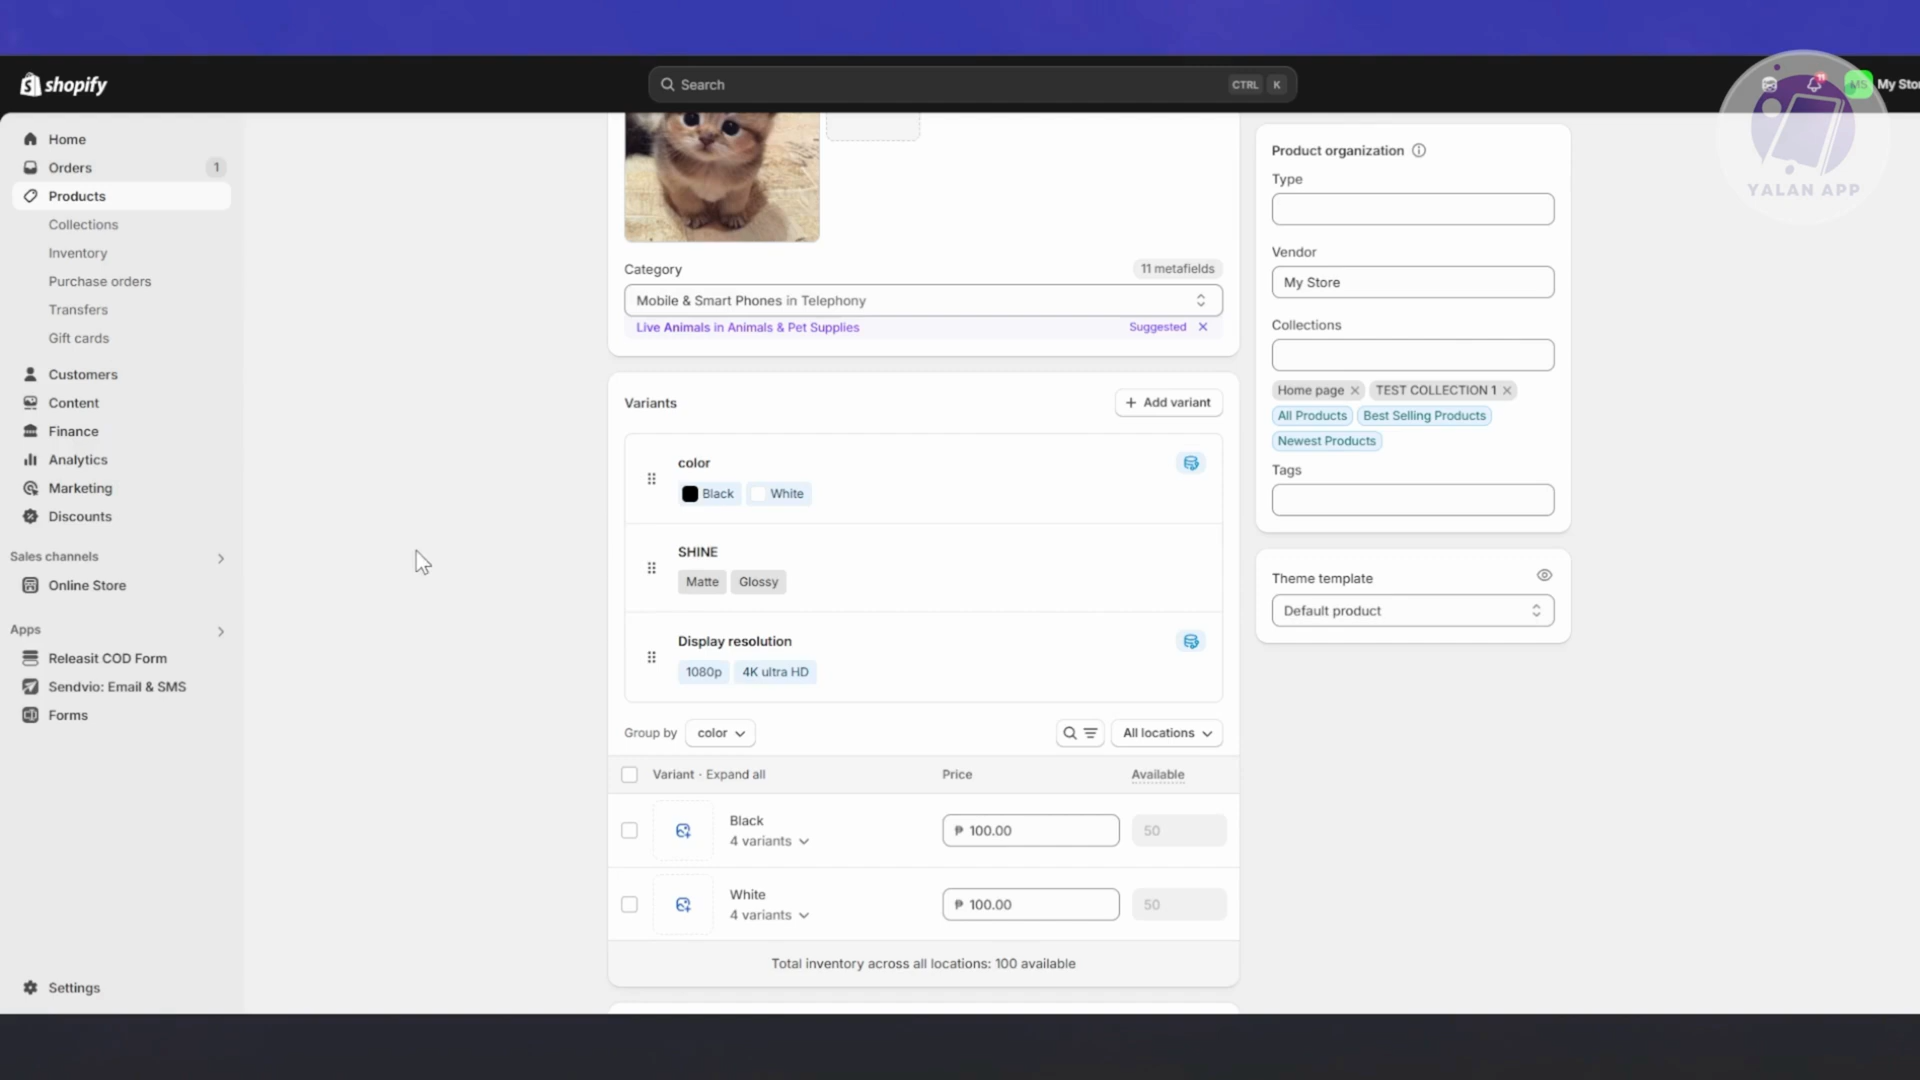 shopify
Search
CTRL K
11
MS
My Sto
YALAN APP
Home
Orders 1
Products
Collections
Inventory
Purchase orders
Transfers
Gift cards
Customers
Content
Finance
Analytics
Marketing
Discounts
Sales channels
Online Store
Apps
Releasit COD Form
Sendvio: Email & SMS
Forms
Settings
Category 11 metafields
Mobile & Smart Phones in Telephony
Live Animals in Animals & Pet Supplies Suggested
Variants Add variant
color
Black White
SHINE
Matte Glossy
Display resolution
1080p 4K ultra HD
Group by color All locations
Variant · Expand all Price Available
Black
4 variants
₱ 100.00 50
White
4 variants
₱ 100.00 50
Total inventory across all locations: 100 available
Product organization
Type
Vendor
My Store
Collections
Home page TEST COLLECTION 1
All Products Best Selling Products
Newest Products
Tags
Theme template
Default product